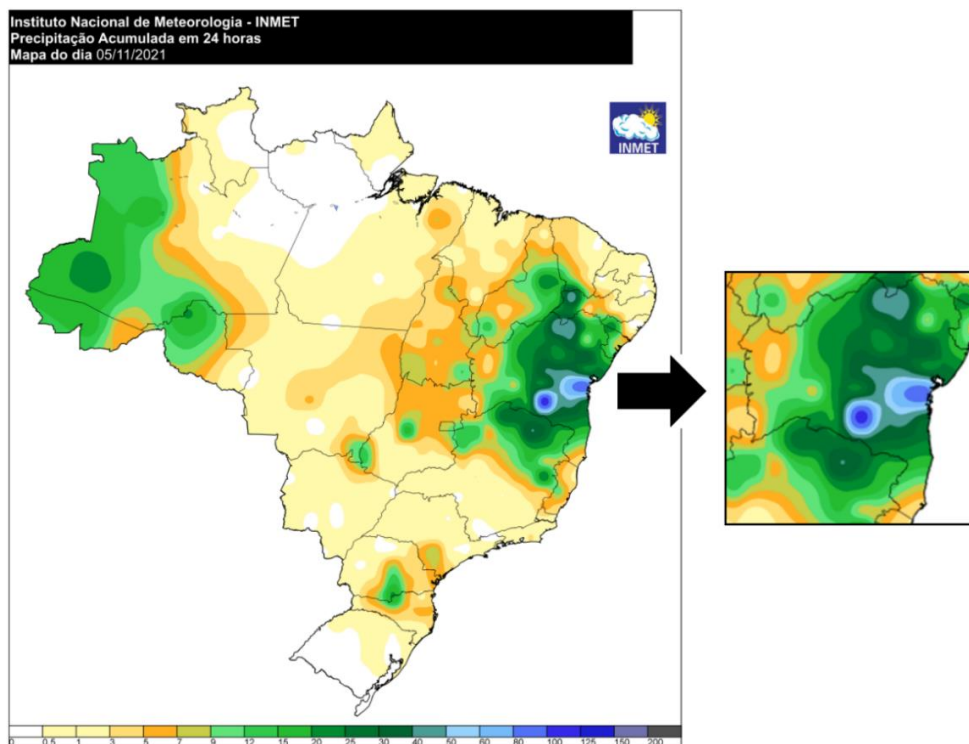 Instituto Nacional de Meteorologia - INMET
Precipitação Acumulada em 24 horas
Mapa do dia 05/11/2021
INMET
0 0.5 1 3 5 7 9 12 15 20 25 30 40 50 60 80 100 125 150 200